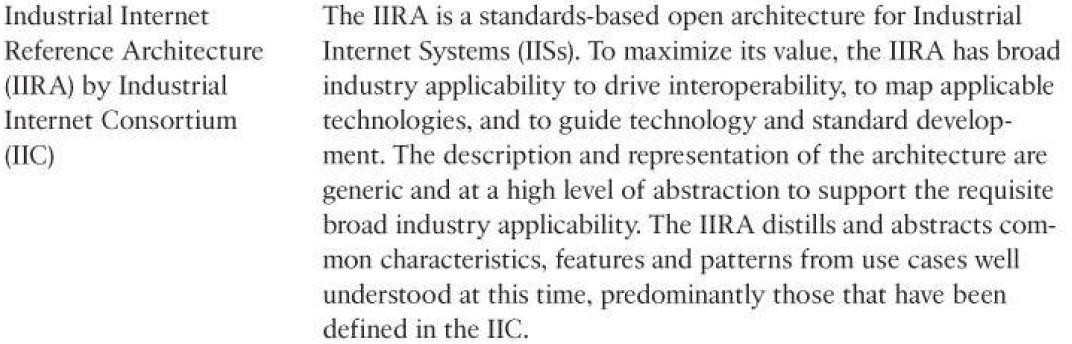 Industrial Internet
Reference Architecture
(IIRA) by Industrial
Internet Consortium
(IIC)
The IIRA is a standards-based open architecture for Industrial
Internet Systems (IISs). To maximize its value, the IIRA has broad
industry applicability to drive interoperability, to map applicable
technologies, and to guide technology and standard develop-
ment. The description and representation of the architecture are
generic and at a high level of abstraction to support the requisite
broad industry applicability. The IIRA distills and abstracts com-
mon characteristics, features and patterns from use cases well
understood at this time, predominantly those that have been
defined in the IIC.